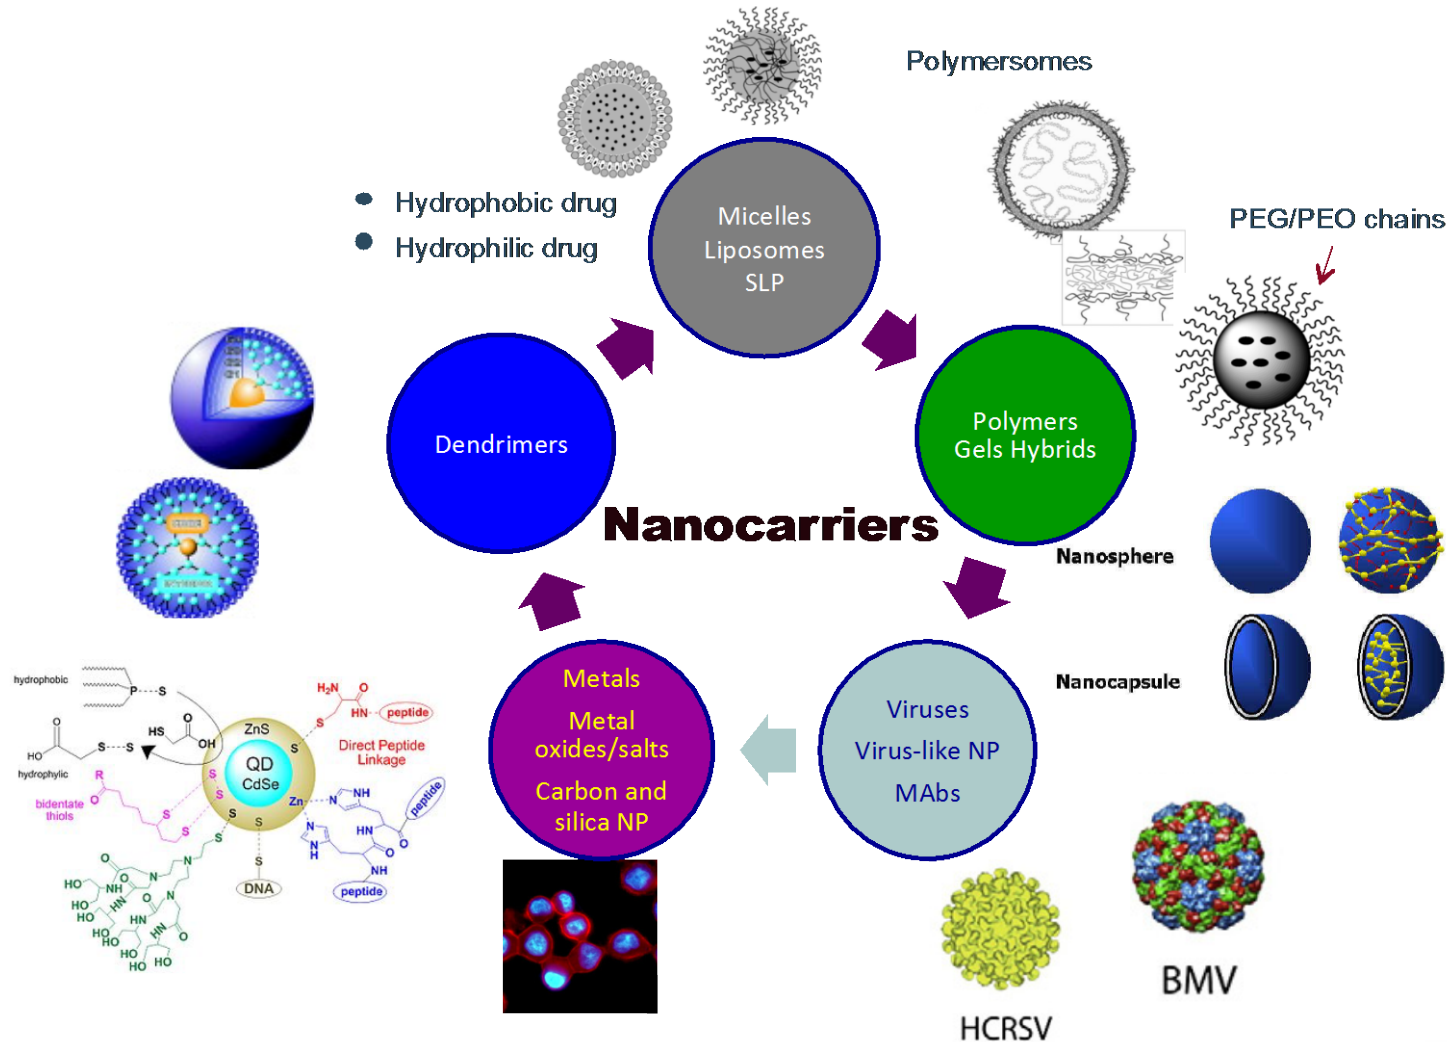 Polymersomes
Hydrophobic drug
Hydrophilic drug
Micelles
Liposomes
SLP
PEG/PEO chains
Dendrimers
Polymers
Gels Hybrids
Nanocarriers
Nanosphere
Nanocapsule
Metals
Metal
oxides/salts
Carbon and
silica NP
Viruses
Virus-like NP
MAbs
hydrophobic
P
S
HS
O
OH
O
HO
S
S
hydrophylic
ZnS
QD
CdSe
Zn
S
S
S
S
S
H₂N
O
HN
peptide
S
Direct Peptide
Linkage
R
O
bidentate
thiols
S
S
S
DNA
N
NH
N
N
H
HN
O
O
NH
peptide
peptide
S
N
N
O
O
O
O
NH
HN
HN
HN
HO
HO
HO
HO
HO
HO
HO
HO
HCRSV
BMV